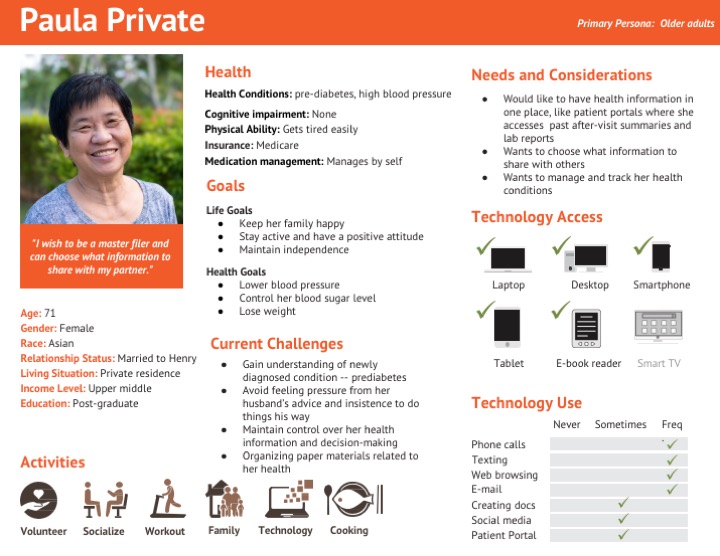 Paula Private
Primary Persona: Older adults
"I wish to be a master filer and
can choose what information to
share with my partner."
Age: 71
Gender: Female
Race: Asian
Relationship Status: Married to Henry
Living Situation: Private residence
Income Level: Upper middle
Education: Post-graduate
Health
Health Conditions: pre-diabetes, high blood pressure
Cognitive impairment: None
Physical Ability: Gets tired easily
Insurance: Medicare
Medication management: Manages by self
Goals
Life Goals
● Keep her family happy
● Stay active and have a positive attitude
● Maintain independence
Health Goals
● Lower blood pressure
● Control her blood sugar level
● Lose weight
Current Challenges
● Gain understanding of newly
diagnosed condition -- prediabetes
● Avoid feeling pressure from her
husband's advice and insistence to do
things his way
● Maintain control over her health
information and decision-making
● Organizing paper materials related to
her health
Activities
Volunteer Socialize Workout Family Technology Cooking
Needs and Considerations
● Would like to have health information in
one place, like patient portals where she
accesses past after-visit summaries and
lab reports
● Wants to choose what information to
share with others
● Wants to manage and track her health
conditions
Technology Access
Laptop Desktop Smartphone
Tablet E-book reader Smart TV
Technology Use
Never Sometimes Freq
Phone calls
Texting
Web browsing
E-mail
Creating docs
Social media
Patient Portal